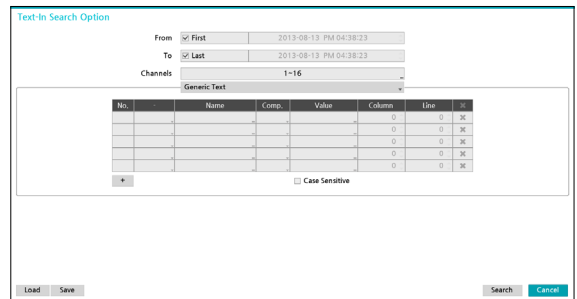 Text-In Search Option
From ☑ First 2013-08-13 PM 04:38:23
To ☑ Last 2013-08-13 PM 04:38:23
Channels 1~16
Generic Text
No. Name Comp. Value Column Line ✖
0 0 ✖
0 0 ✖
0 0 ✖
0 0 ✖
0 0 ✖
+ ☐ Case Sensitive
Load Save Search Cancel